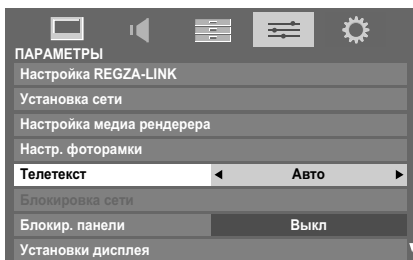 ПАРАМЕТРЫ
Настройка REGZA-LINK
Установка сети
Настройка медиа рендерера
Настр. фоторамки
Телетекст ◀ Авто ▶
Блокировка сети
Блокир. панели Выкл
Установки дисплея